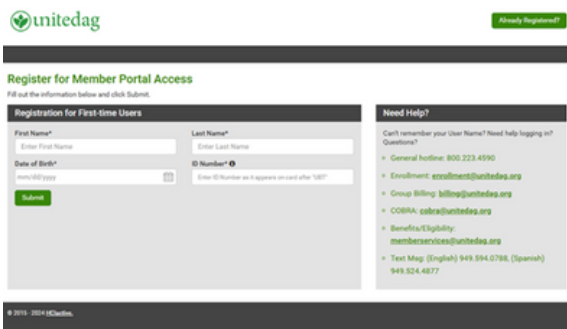 unitedag
Already Registered?
Register for Member Portal Access
Fill out the information below and click Submit.
Registration for First-time Users
First Name*
Last Name*
Enter First Name
Enter Last Name
Date of Birth*
ID Number*
mm/dd/yyyy
Enter ID Number as it appears on card after "UBT"
Submit
Need Help?
Can't remember your User Name? Need help logging in?
Questions?
General hotline: 800.223.4590
Enrollment: enrollment@unitedag.org
Group Billing: billing@unitedag.org
COBRA: cobra@unitedag.org
Benefits/Eligibility:
memberservices@unitedag.org
Text Msg: (English) 949.594.0788, (Spanish)
949.524.4877
© 2015 - 2024 HCIactive.